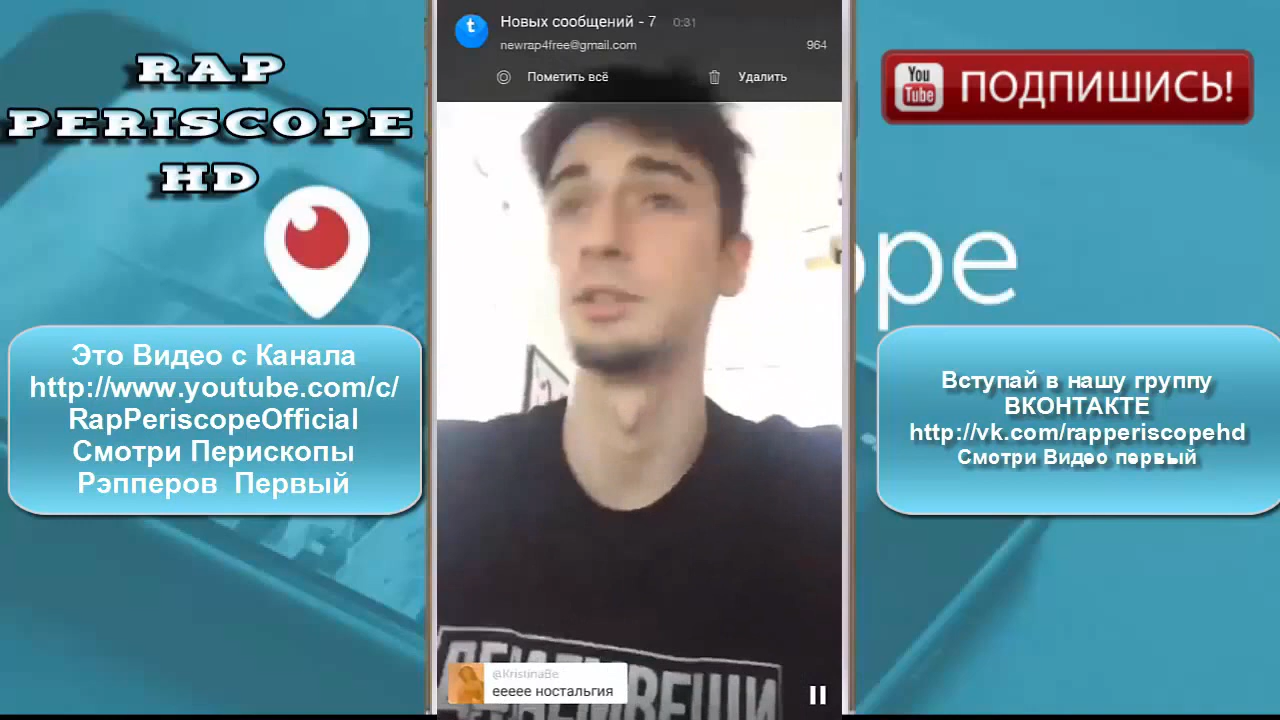 RAP
PERISCOPE
HD
Это Видео с Канала
http://www.youtube.com/c/
RapPeriscopeOfficial
Смотри Перископы
Рэпперов Первый
t
Новых сообщений - 7 0:31
newrap4free@gmail.com 964
Пометить всё Удалить
ДЕЛАЕМВЕЩИ
@KristinaBe
еееее ностальгия
You
Tube
ПОДПИШИСЬ!
ope
Вступай в нашу группу
ВКОНТАКТЕ
http://vk.com/rapperiscopehd
Смотри Видео первый